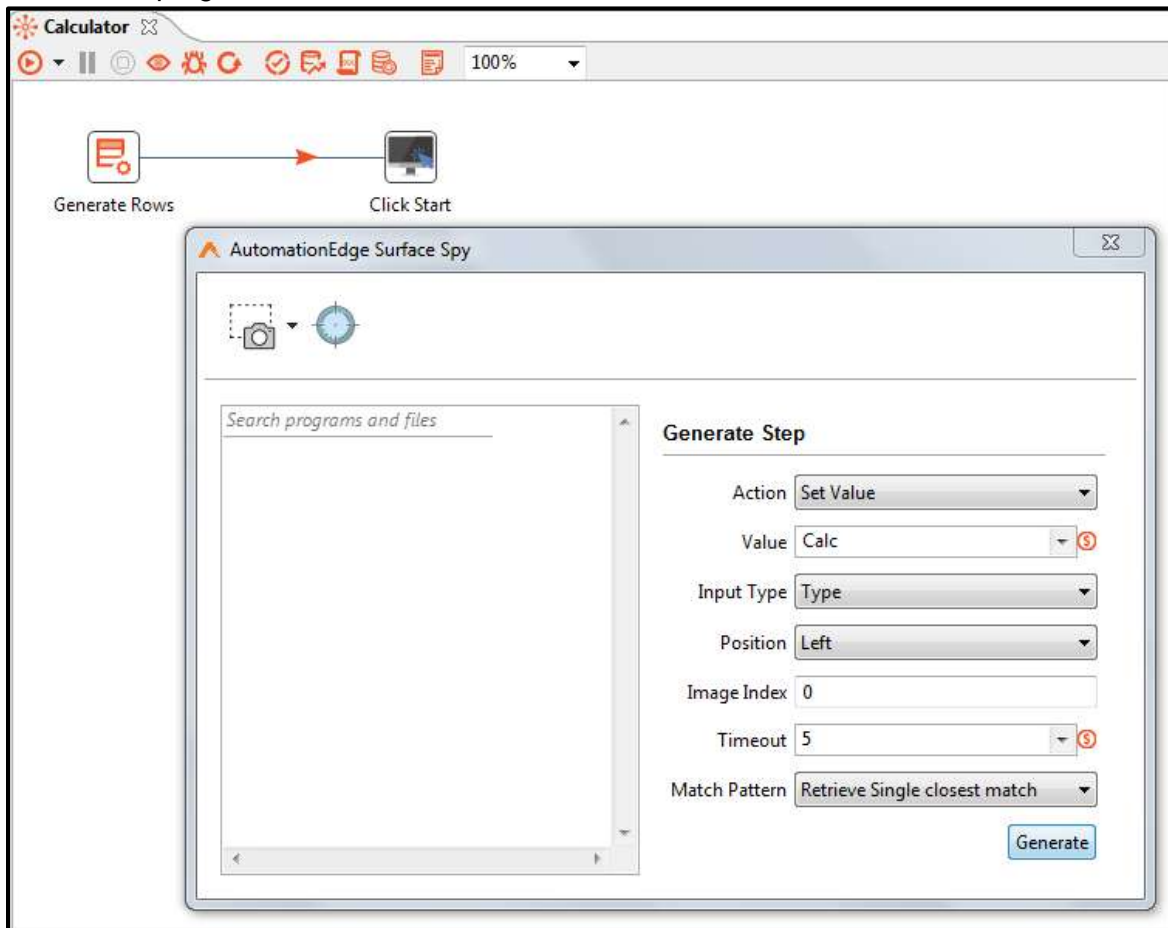 Calculator
100%
Generate Rows
Click Start
AutomationEdge Surface Spy
Search programs and files
Generate Step
Action Set Value
Value Calc
Input Type Type
Position Left
Image Index 0
Timeout 5
Match Pattern Retrieve Single closest match
Generate